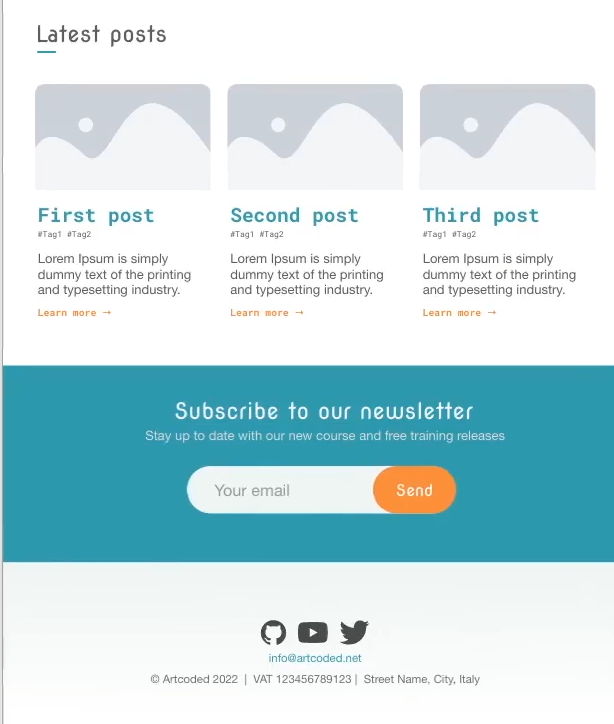 Latest posts
First post
#Tag1 #Tag2
Lorem Ipsum is simply
dummy text of the printing
and typesetting industry.
Learn more →
Second post
#Tag1 #Tag2
Lorem Ipsum is simply
dummy text of the printing
and typesetting industry.
Learn more →
Third post
#Tag1 #Tag2
Lorem Ipsum is simply
dummy text of the printing
and typesetting industry.
Learn more →
Subscribe to our newsletter
Stay up to date with our new course and free training releases
Your email
Send
info@artcoded.net
© Artcoded 2022 | VAT 123456789123 | Street Name, City, Italy